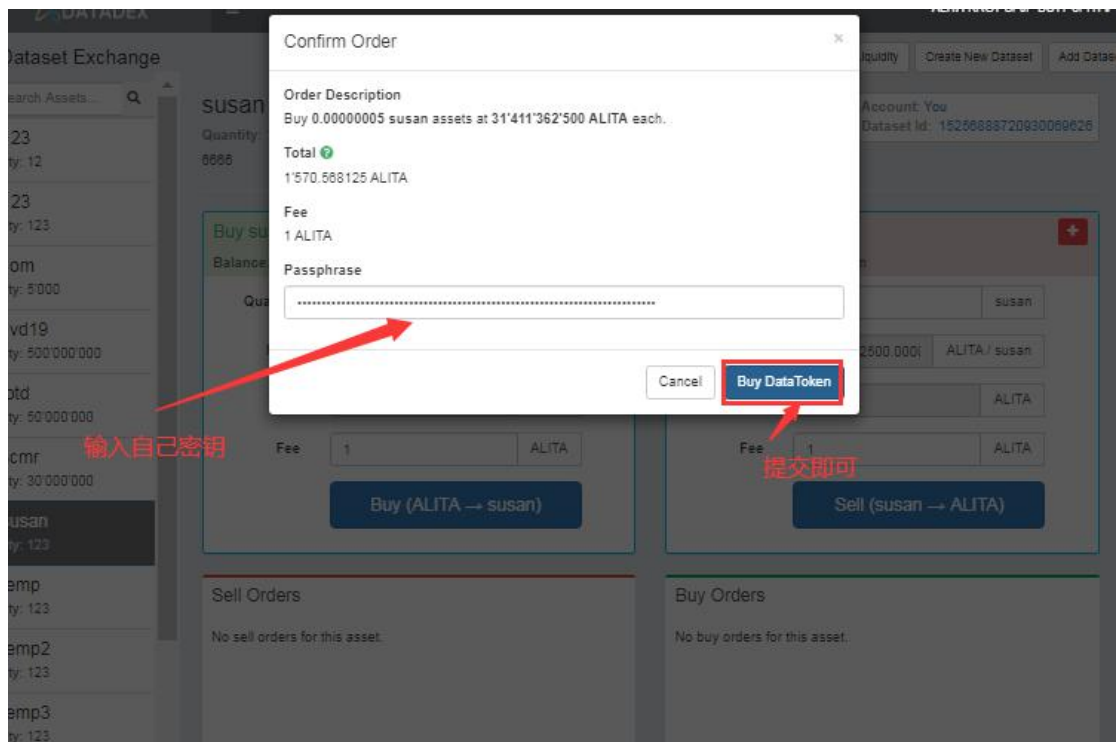 DATADEX
Dataset Exchange
Search Assets...
23
ty: 12
23
ty: 123
om
ty: 5'000
vd19
ty: 500'000'000
otd
ty: 50'000'000
cmr
ty: 30'000'000
susan
ty: 123
emp
ty: 123
emp2
ty: 123
emp3
ty: 123
Liquidity
Create New Dataset
Add Datas
susan
Quantity:
6666
Account: You
Dataset Id:
Confirm Order
×
Order Description
Buy 0.00000005 susan assets at 31'411'362'500 ALITA each.
Total
1'570.568125 ALITA
Fee
1 ALITA
Passphrase
Cancel
Buy DataToken
输入自己密钥
提交即可
Buy su
Balance
Qua
Fee 1 ALITA
Buy (ALITA → susan)
susan
2500.000( ALITA / susan
ALITA
Fee 1 ALITA
Sell (susan → ALITA)
Sell Orders
No sell orders for this asset.
Buy Orders
No buy orders for this asset.